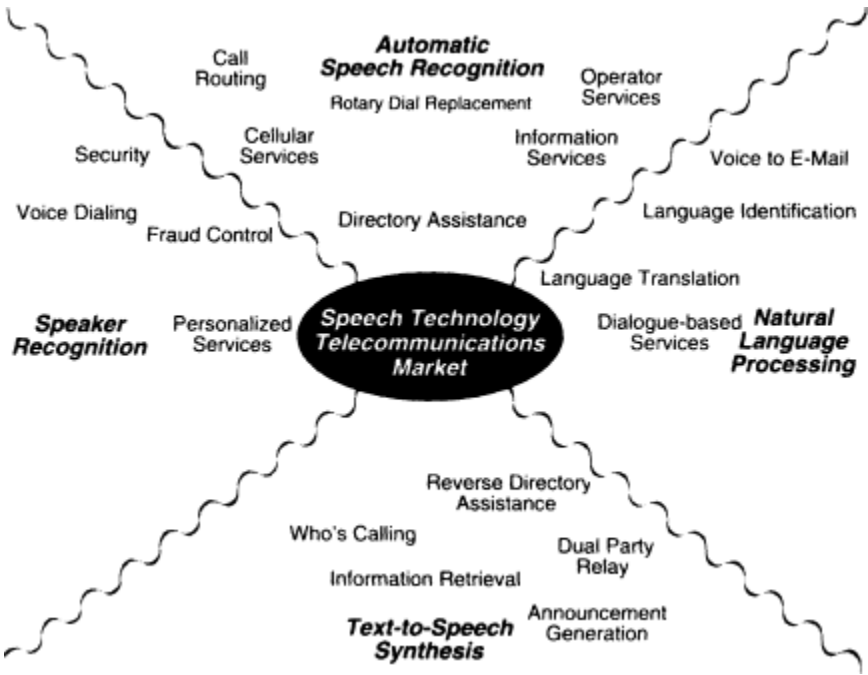 Call
Routing
Automatic
Speech Recognition
Rotary Dial Replacement
Operator
Services
Cellular
Services
Information
Services
Directory Assistance
Security
Voice Dialing
Fraud Control
Speaker
Recognition
Personalized
Services
Speech Technology
Telecommunications
Market
Voice to E-Mail
Language Identification
Language Translation
Dialogue-based
Services
Natural
Language
Processing
Reverse Directory
Assistance
Who's Calling
Dual Party
Relay
Information Retrieval
Announcement
Generation
Text-to-Speech
Synthesis